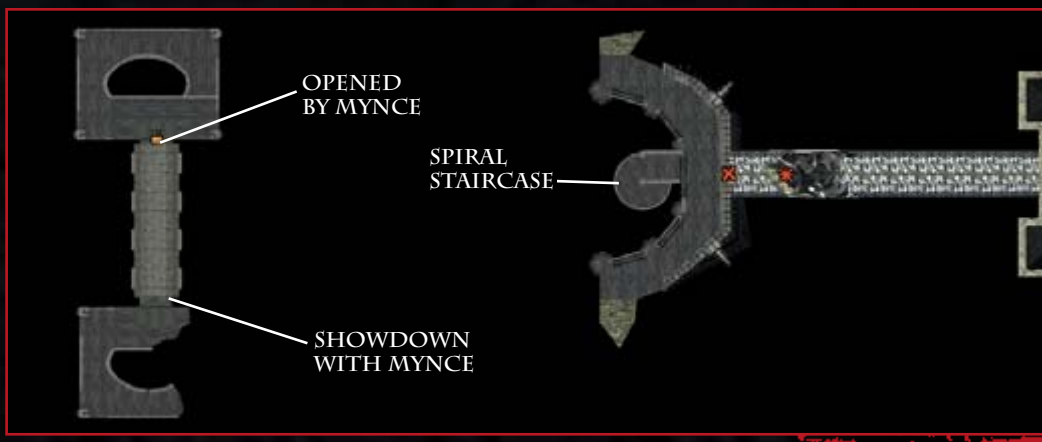 OPENED
BY MYNCE
SPIRAL
STAIRCASE
SHOWDOWN
WITH MYNCE